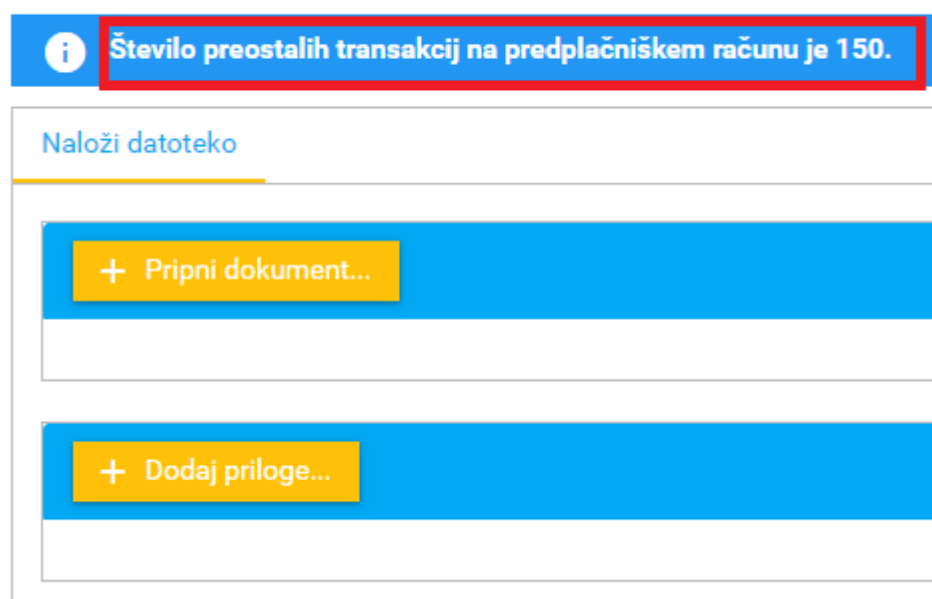 Število preostalih transakcij na predplačniškem računu je 150.
Naloži datoteko
+ Pripni dokument...
+ Dodaj priloge...